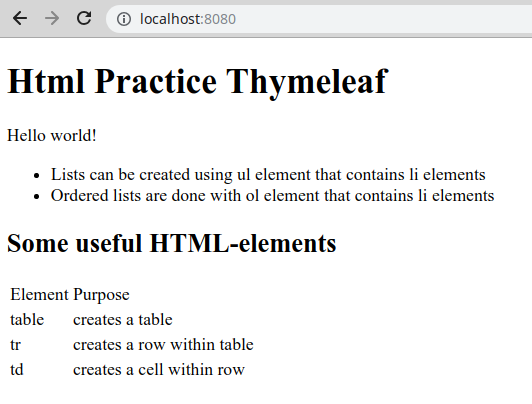 localhost:8080
Html Practice Thymeleaf
Hello world!
Lists can be created using ul element that contains li elements
Ordered lists are done with ol element that contains li elements
Some useful HTML-elements
Element Purpose
table creates a table
tr creates a row within table
td creates a cell within row